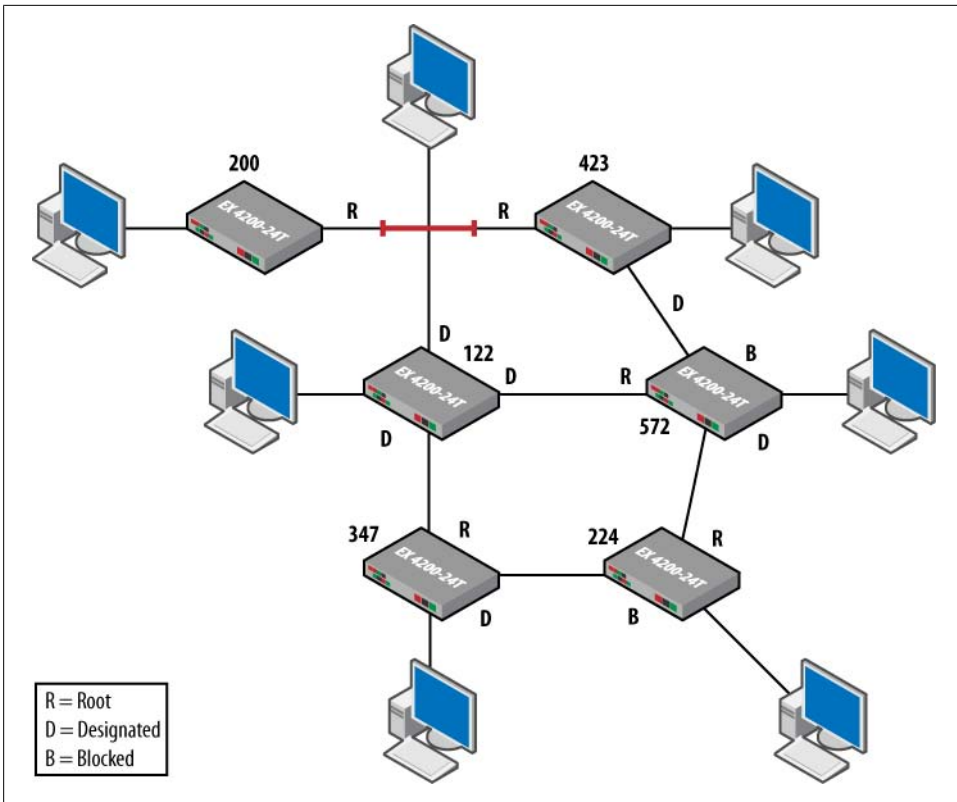 200
423
EX 4200-24T
R
R
EX 4200-24T
D
D
122
D
R
B
EX 4200-24T
EX 4200-24T
D
572
D
347
R
224
R
EX 4200-24T
EX 4200-24T
D
B
R = Root
D = Designated
B = Blocked